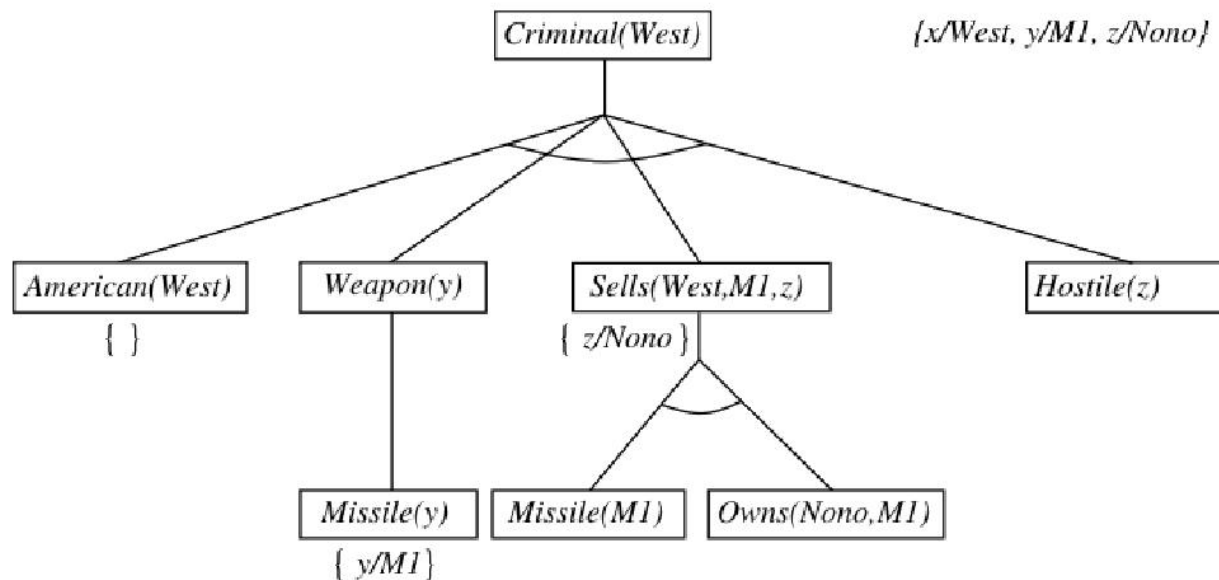 Criminal(West)
{x/West, y/M1, z/Nono}
American(West)
Weapon(y)
Sells(West,M1,z)
Hostile(z)
{ }
{ z/Nono }
Missile(y)
Missile(M1)
Owns(Nono,M1)
{ y/M1}